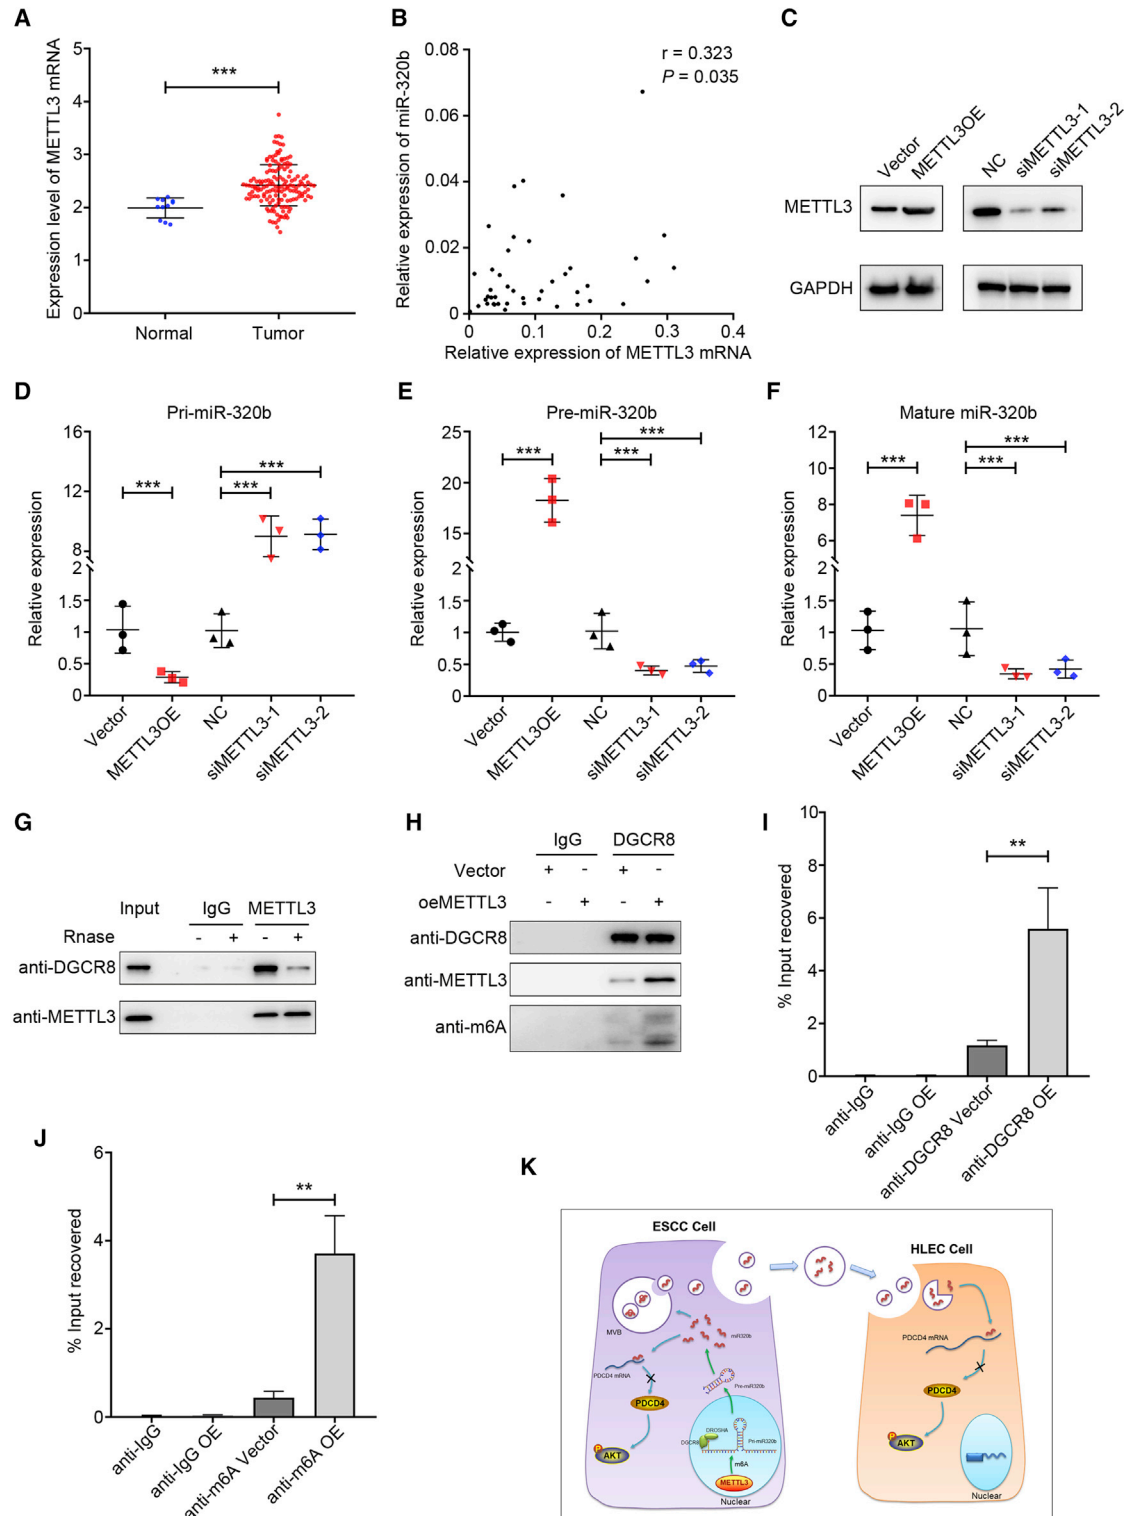 A
Expression level of METTL3 mRNA
5
4
3
2
1
0
***
Normal
Tumor
B
Relative expression of miR-320b
0.08
0.06
0.04
0.02
0
r = 0.323
P = 0.035
0
0.1
0.2
0.3
0.4
Relative expression of METTL3 mRNA
C
Vector
METTL3OE
NC
siMETTL3-1
siMETTL3-2
METTL3
GAPDH
D
Pri-miR-320b
Relative expression
16
12
8
2
1.5
1
0.5
0
***
***
***
Vector
METTL3OE
NC
siMETTL3-1
siMETTL3-2
E
Pre-miR-320b
Relative expression
25
20
15
2
1.5
1
0.5
0
***
***
***
Vector
METTL3OE
NC
siMETTL3-1
siMETTL3-2
F
Mature miR-320b
Relative expression
12
10
8
6
2
1.5
1
0.5
0
***
***
***
Vector
METTL3OE
NC
siMETTL3-1
siMETTL3-2
G
Input
IgG
METTL3
Rnase
- + - +
anti-DGCR8
anti-METTL3
H
IgG
DGCR8
Vector + - + -
oeMETTL3 - + - +
anti-DGCR8
anti-METTL3
anti-m6A
I
% Input recovered
10
8
6
4
2
0
**
anti-IgG
anti-IgG OE
anti-DGCR8 Vector
anti-DGCR8 OE
J
% Input recovered
6
4
2
0
**
anti-IgG
anti-IgG OE
anti-m6A Vector
anti-m6A OE
K
ESCC Cell
HLEC Cell
MVB
miR320b
PDCD4 mRNA
Pre-miR320b
PDCD4
DROSHA
DGCR8
Pri-miR320b
P
AKT
m6A
METTL3
Nuclear
PDCD4 mRNA
PDCD4
P
AKT
Nuclear